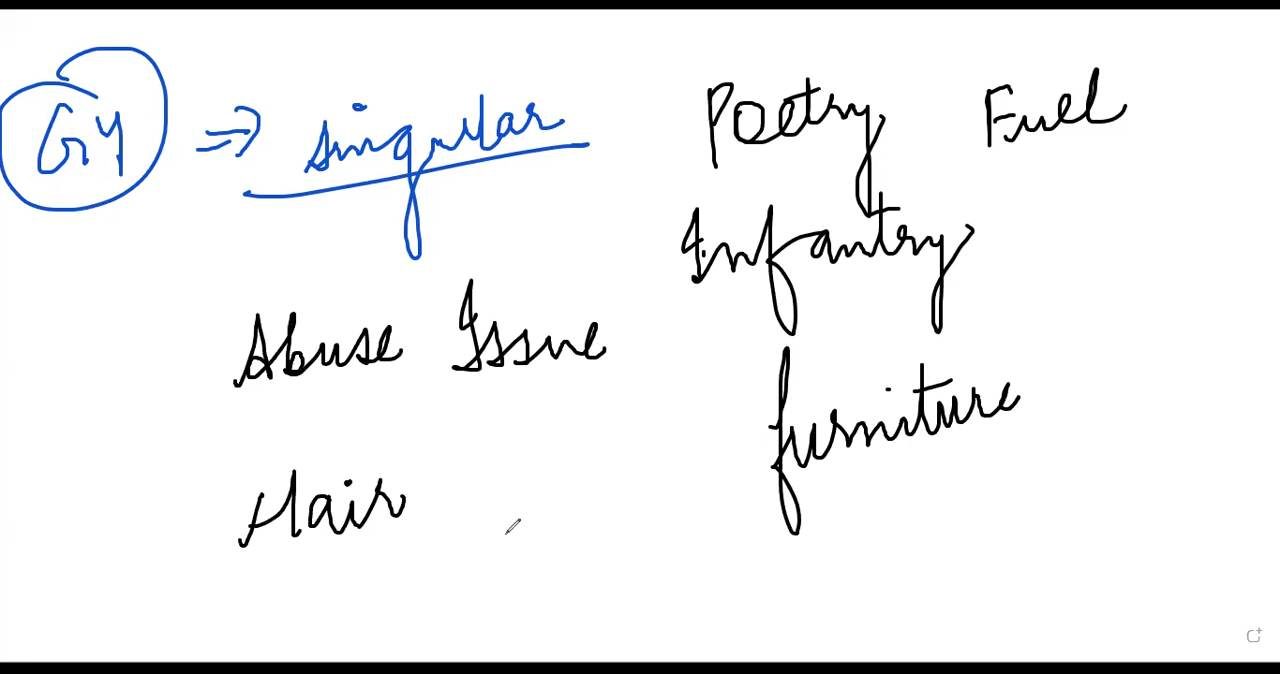 GY => singular
Poetry Fuel
Infantry
Abuse Issue
furniture
Hair